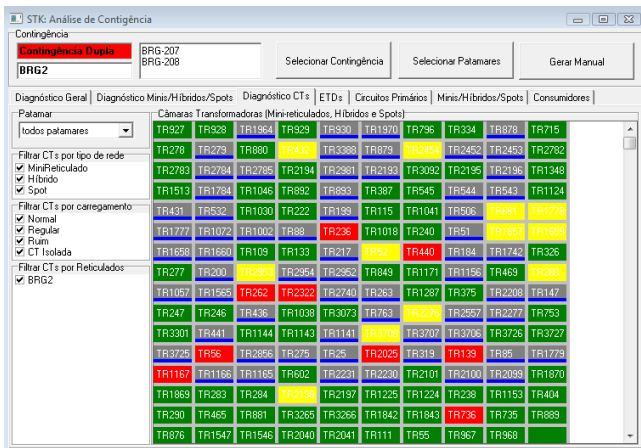 STK: Análise de Contigência
Contingência
Contingência Dupla
BRG2
BRG-207
BRG-208
Selecionar Contingência
Selecionar Patamares
Gerar Manual
Diagnóstico Geral Diagnóstico Minis/Híbridos/Spots Diagnóstico CTs ETDs Circuitos Primários Minis/Híbridos/Spots Consumidores
Patamar
todos patamares
Filtrar CTs por tipo de rede
MiniReticulado
Híbrido
Spot
Filtrar CTs por carregamento
Normal
Regular
Ruim
CT Isolada
Filtrar CTs por Reticulados
BRG2
Câmaras Transformadoras (Mini-reticulados, Híbridos e Spots)
TR927 TR928 TR1964 TR929 TR930 TR1970 TR796 TR334 TR878 TR715
TR278 TR279 TR880 TR3388 TR879 TR2452 TR2453 TR2782
TR2783 TR2784 TR2785 TR2194 TR2981 TR2193 TR3092 TR2195 TR2196 TR1348
TR1513 TR1784 TR1046 TR892 TR893 TR387 TR545 TR544 TR543 TR1124
TR431 TR532 TR1030 TR222 TR199 TR115 TR1041 TR506
TR1777 TR1072 TR1002 TR88 TR236 TR1018 TR240 TR51
TR1658 TR1660 TR109 TR133 TR217 TR440 TR184 TR1742 TR326
TR277 TR200 TR2954 TR2952 TR849 TR1171 TR1156 TR469
TR1057 TR1565 TR262 TR2322 TR2740 TR263 TR1287 TR375 TR2208 TR147
TR247 TR246 TR436 TR1038 TR3073 TR763 TR2557 TR2277 TR753
TR3301 TR441 TR1144 TR1143 TR1141 TR3707 TR3706 TR3726 TR3727
TR3725 TR56 TR2856 TR275 TR25 TR2025 TR319 TR139 TR85 TR1779
TR1167 TR1166 TR1165 TR602 TR2231 TR2230 TR2101 TR2100 TR2099 TR1870
TR1869 TR283 TR284 TR2197 TR1225 TR1224 TR238 TR1153 TR404
TR290 TR465 TR881 TR3265 TR3266 TR1842 TR1843 TR736 TR735 TR889
TR876 TR1547 TR1546 TR2040 TR2041 TR111 TR55 TR967 TR968